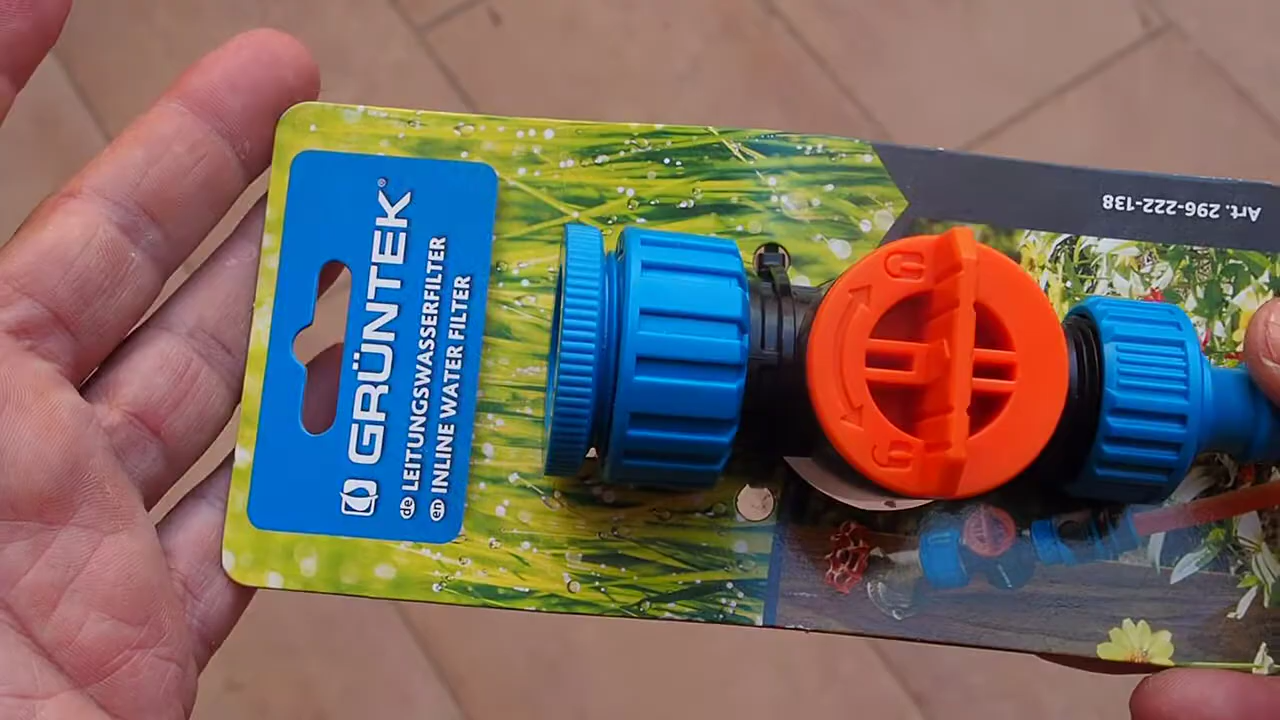 GRÜNTEK®
de LEITUNGSWASSERFILTER
en INLINE WATER FILTER
Art. 296-222-138